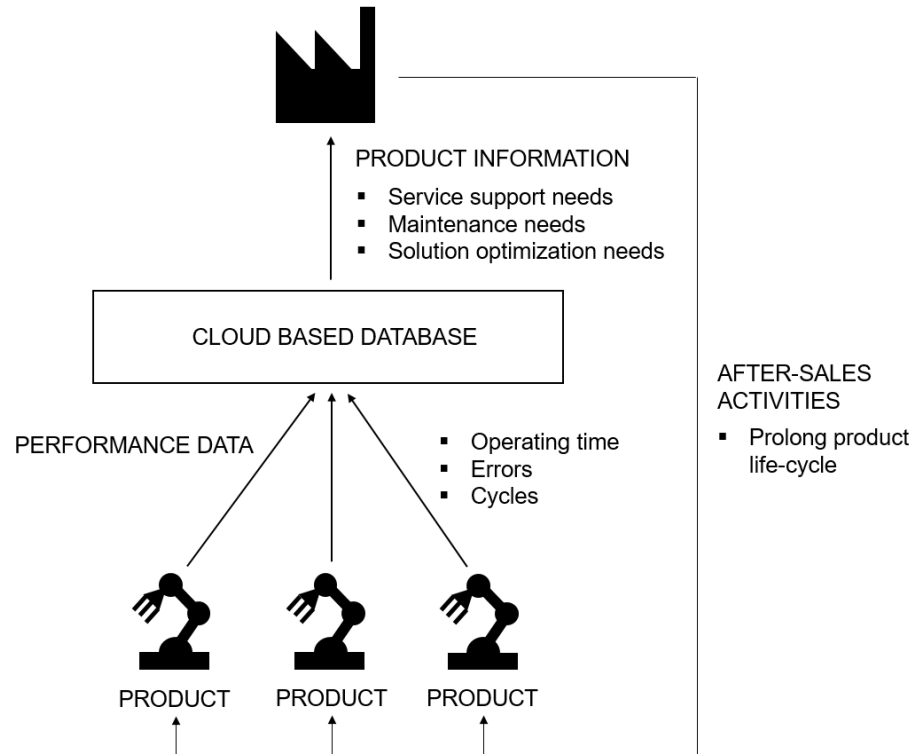 PRODUCT INFORMATION
▪ Service support needs
▪ Maintenance needs
▪ Solution optimization needs
CLOUD BASED DATABASE
AFTER-SALES
ACTIVITIES
▪ Prolong product
life-cycle
PERFORMANCE DATA
▪ Operating time
▪ Errors
▪ Cycles
PRODUCT
PRODUCT
PRODUCT